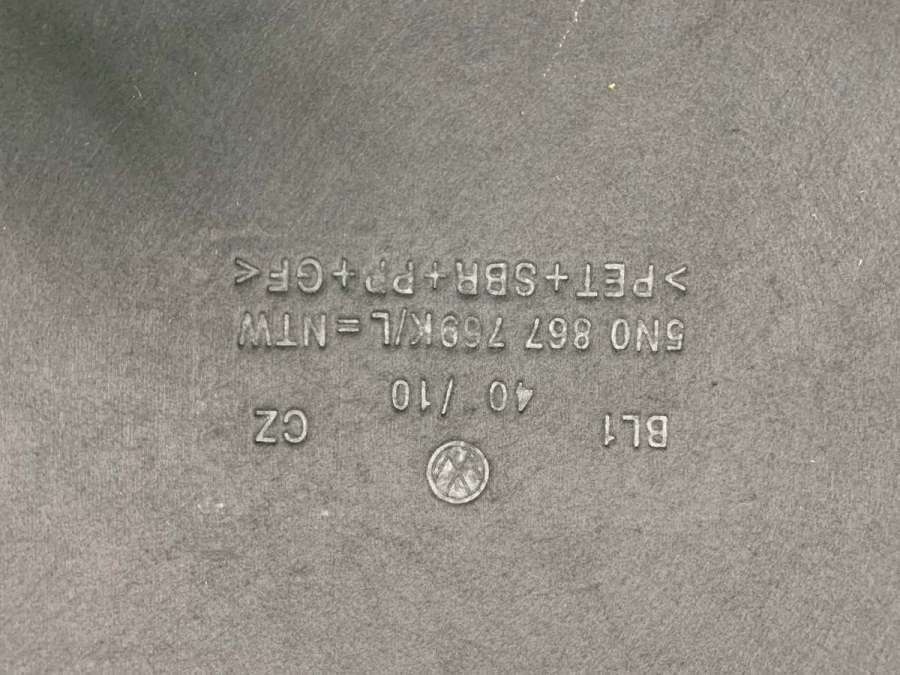 BL1 CZ
40 /10
5N0 867 769K/L=NTW
>PET+SBR+PP+GF<